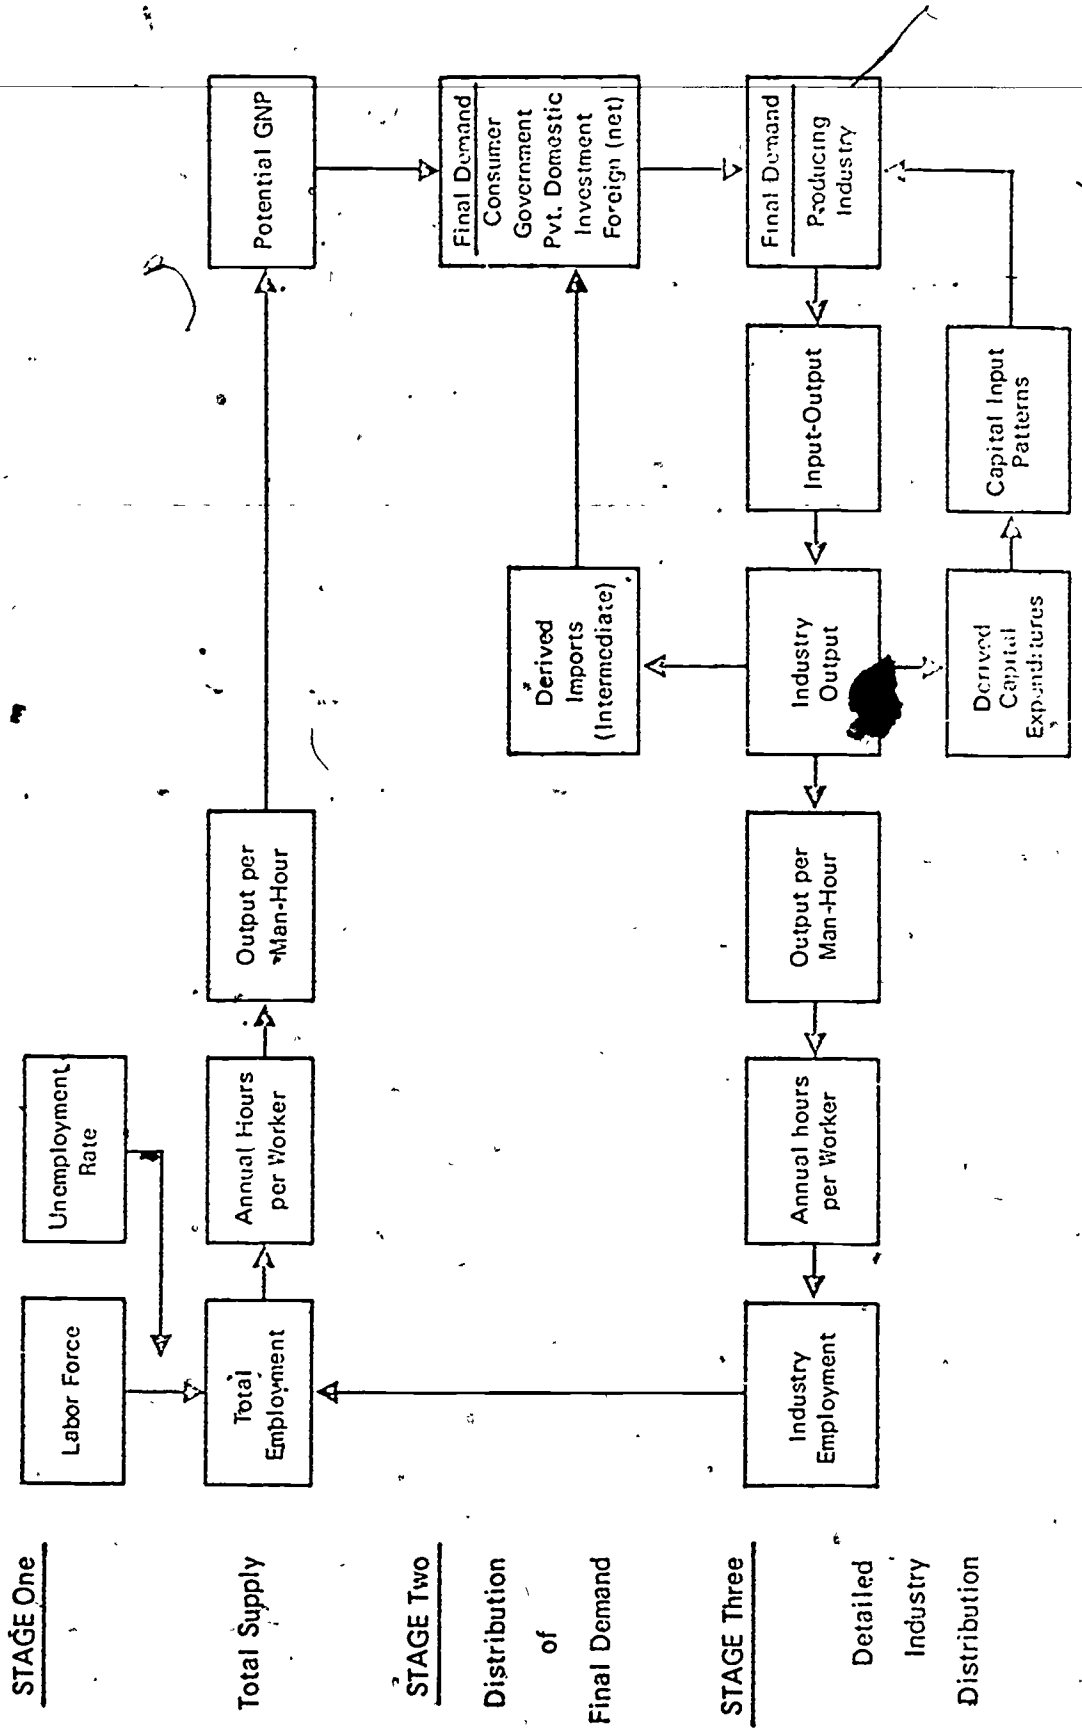 STAGE One
Total Supply
Labor Force
Unemployment
Rate
Total
Employment
Annual Hours
per Worker
Output per
Man-Hour
Potential GNP
STAGE Two
Distribution
of
Final Demand
Derived
Imports
(Intermediate)
Final Demand
Consumer
Government
Pvt. Domestic
Investment
Foreign (net)
STAGE Three
Detailed
Industry
Distribution
Industry
Employment
Annual hours
per Worker
Output per
Man-Hour
Industry
Output
Input-Output
Final Demand
Producing
Industry
Derived
Capital
Expenditures
Capital Input
Patterns